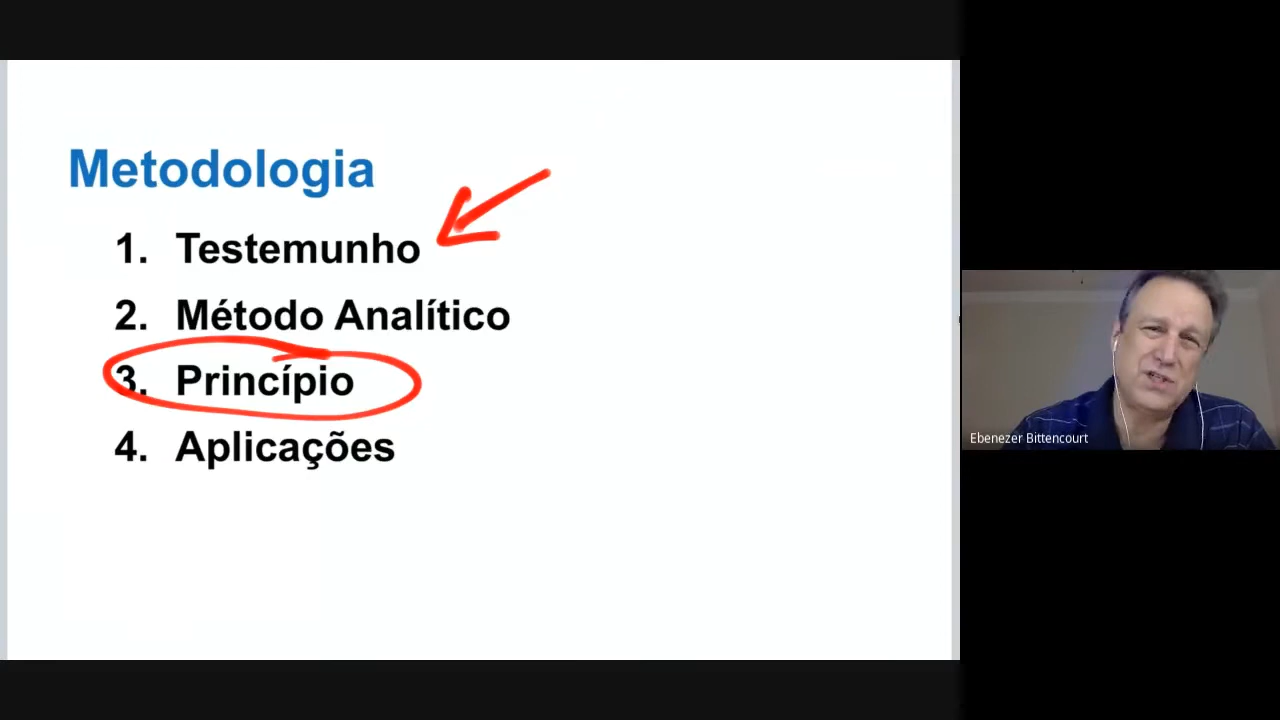 Metodologia
1. Testemunho
2. Método Analítico
3. Princípio
4. Aplicações
Ebenezer Bittencourt